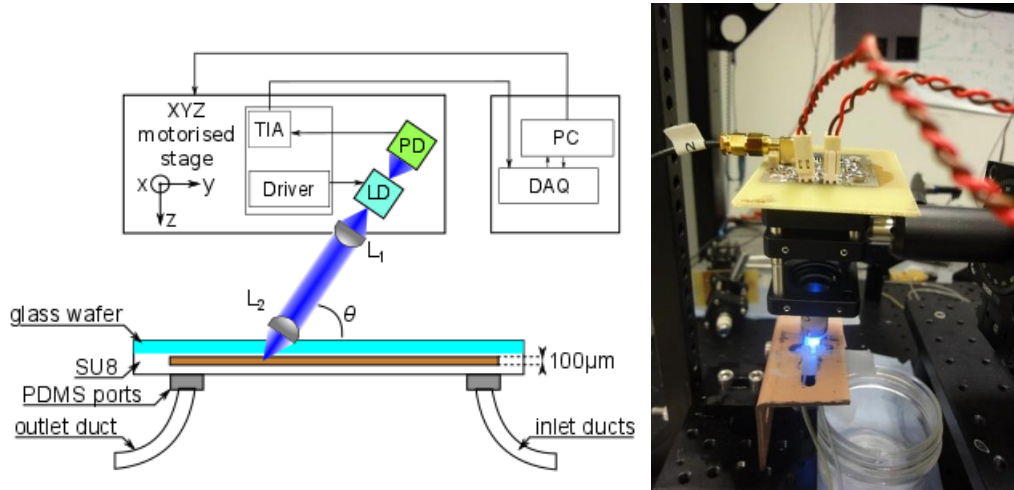 XYZ
motorised
stage
x
y
z
TIA
Driver
PD
LD
PC
DAQ
L1
L2
θ
glass wafer
SU8
PDMS ports
outlet duct
100μm
inlet ducts
2